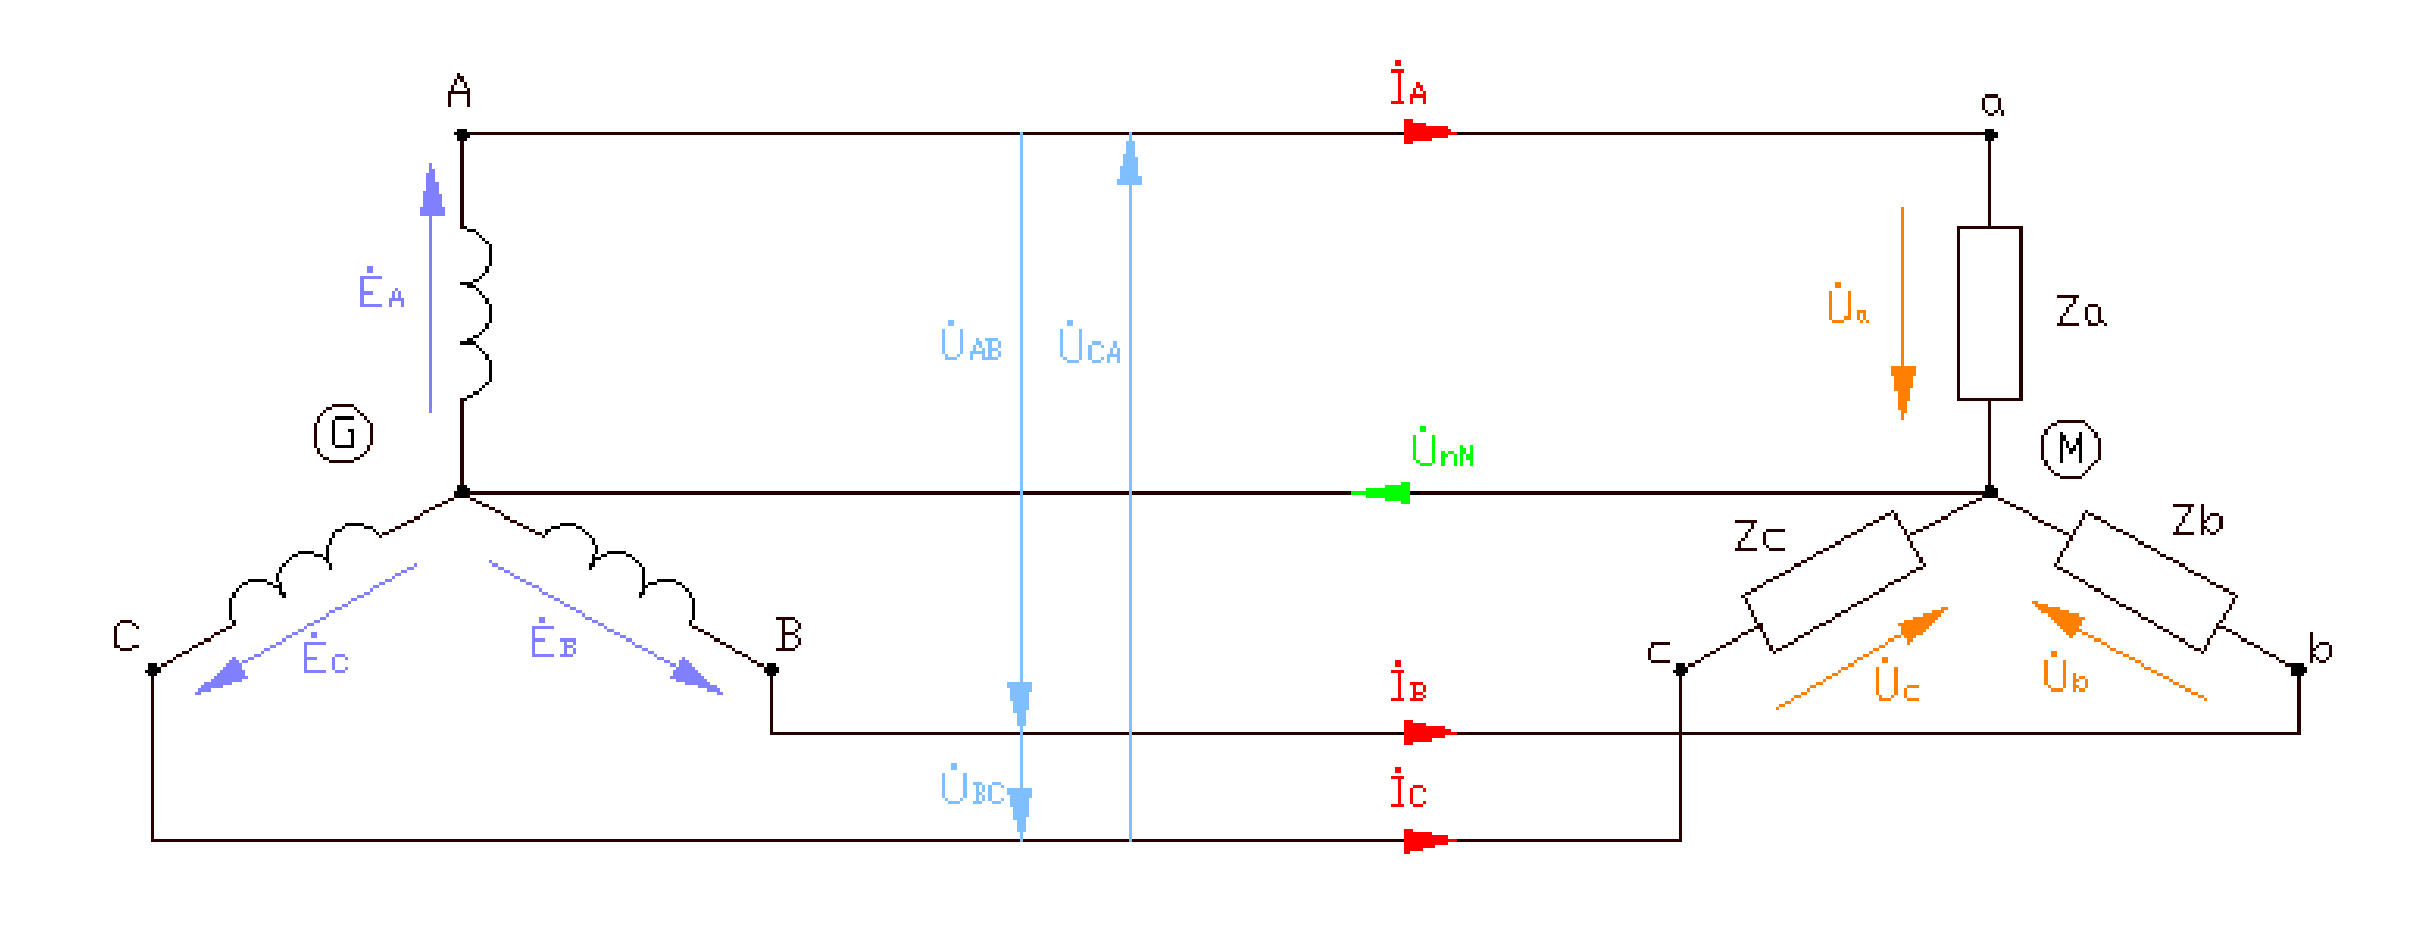 A
İA
a
ĖA
U̇AB
U̇CA
U̇a
Za
G
U̇nN
M
Zc
Zb
C
ĖC
ĖB
B
c
U̇c
U̇b
b
İB
U̇BC
İC